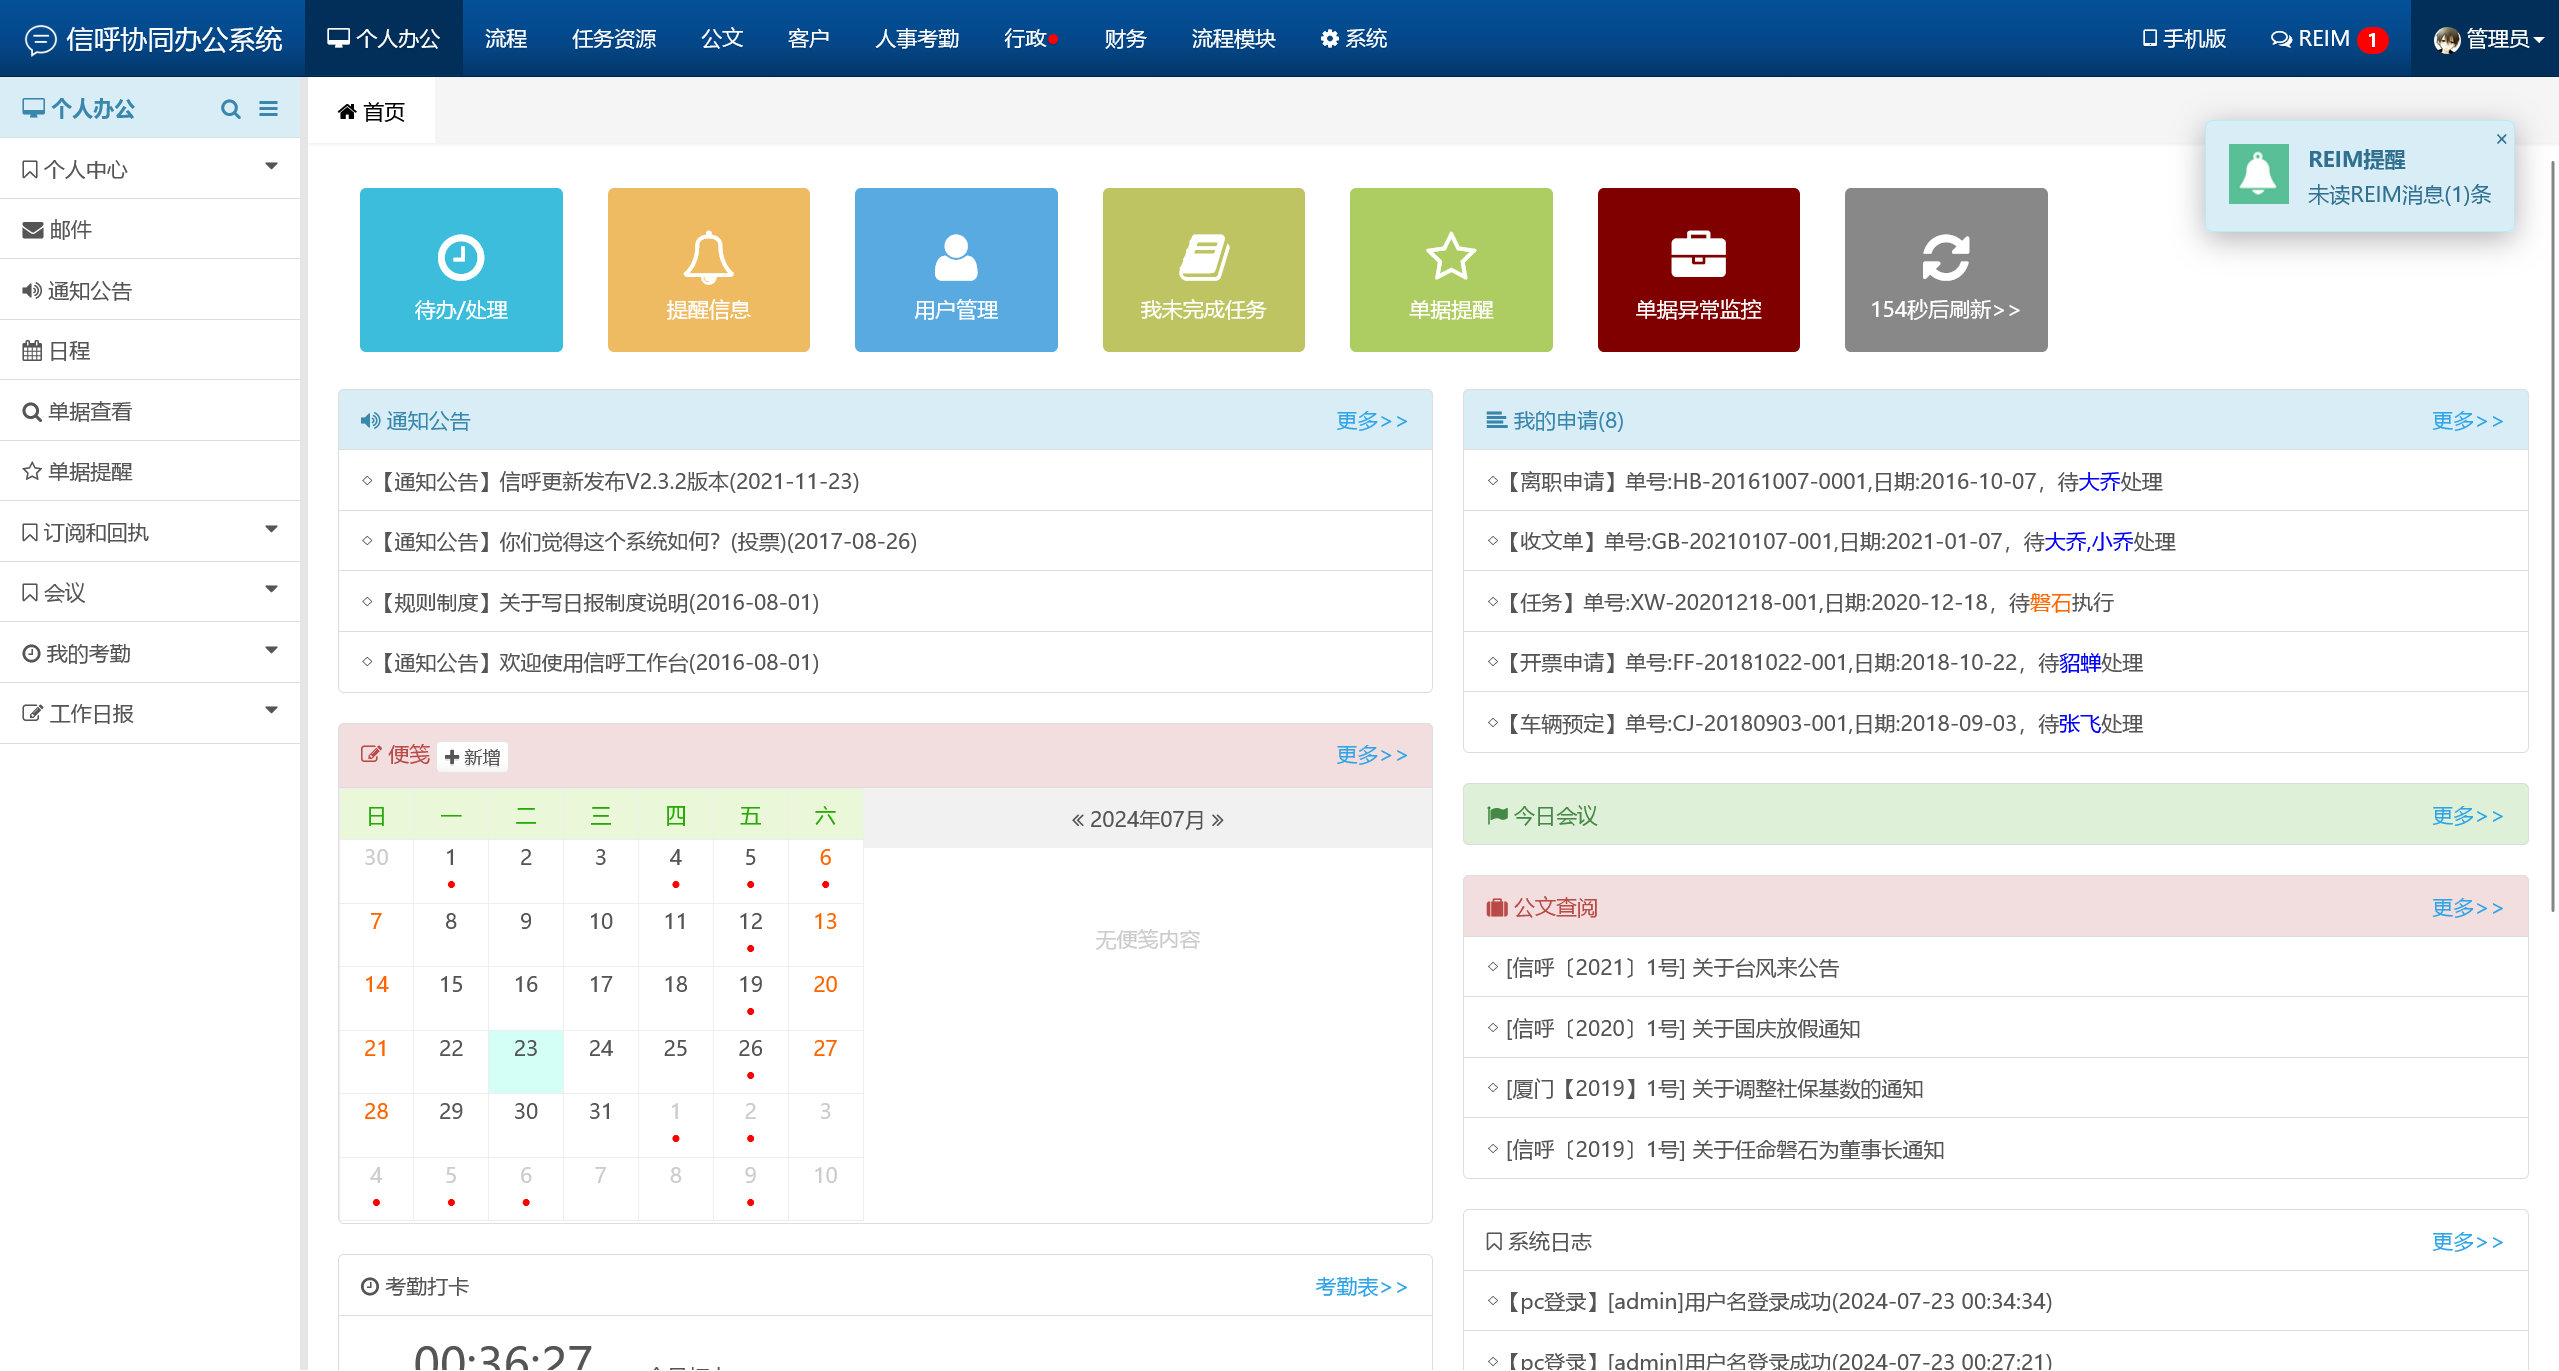 信呼协同办公系统 个人办公 流程 任务资源 公文 客户 人事考勤 行政 财务 流程模块 系统 手机版 REIM 1 管理员
个人办公
个人中心
邮件
通知公告
日程
单据查看
单据提醒
订阅和回执
会议
我的考勤
工作日报
首页
REIM提醒
×
未读REIM消息(1)条
待办/处理 提醒信息 用户管理 我未完成任务 单据提醒 单据异常监控 154秒后刷新>>
通知公告 更多>>
◇【通知公告】信呼更新发布V2.3.2版本(2021-11-23)
◇【通知公告】你们觉得这个系统如何？(投票)(2017-08-26)
◇【规则制度】关于写日报制度说明(2016-08-01)
◇【通知公告】欢迎使用信呼工作台(2016-08-01)
便笺 新增 更多>>
日 一 二 三 四 五 六
« 2024年07月 »
30 1 2 3 4 5 6
7 8 9 10 11 12 13
14 15 16 17 18 19 20
21 22 23 24 25 26 27
28 29 30 31 1 2 3
4 5 6 7 8 9 10
无便笺内容
考勤打卡 考勤表>>
00:36:27
我的申请(8) 更多>>
◇【离职申请】单号:HB-20161007-0001,日期:2016-10-07，待大乔处理
◇【收文单】单号:GB-20210107-001,日期:2021-01-07，待大乔,小乔处理
◇【任务】单号:XW-20201218-001,日期:2020-12-18，待磐石执行
◇【开票申请】单号:FF-20181022-001,日期:2018-10-22，待貂蝉处理
◇【车辆预定】单号:CJ-20180903-001,日期:2018-09-03，待张飞处理
今日会议 更多>>
公文查阅 更多>>
◇ [信呼〔2021〕1号] 关于台风来公告
◇ [信呼〔2020〕1号] 关于国庆放假通知
◇ [厦门【2019】1号] 关于调整社保基数的通知
◇ [信呼〔2019〕1号] 关于任命磐石为董事长通知
系统日志 更多>>
◇【pc登录】[admin]用户名登录成功(2024-07-23 00:34:34)
◇【pc登录】[admin]用户名登录成功(2024-07-23 00:27:21)